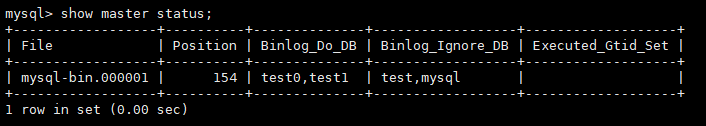 mysql> show master status;
+------------------+----------+--------------+------------------+-------------------+
| File             | Position | Binlog_Do_DB | Binlog_Ignore_DB | Executed_Gtid_Set |
+------------------+----------+--------------+------------------+-------------------+
| mysql-bin.000001 |      154 | test0,test1  | test,mysql       |                   |
+------------------+----------+--------------+------------------+-------------------+
1 row in set (0.00 sec)